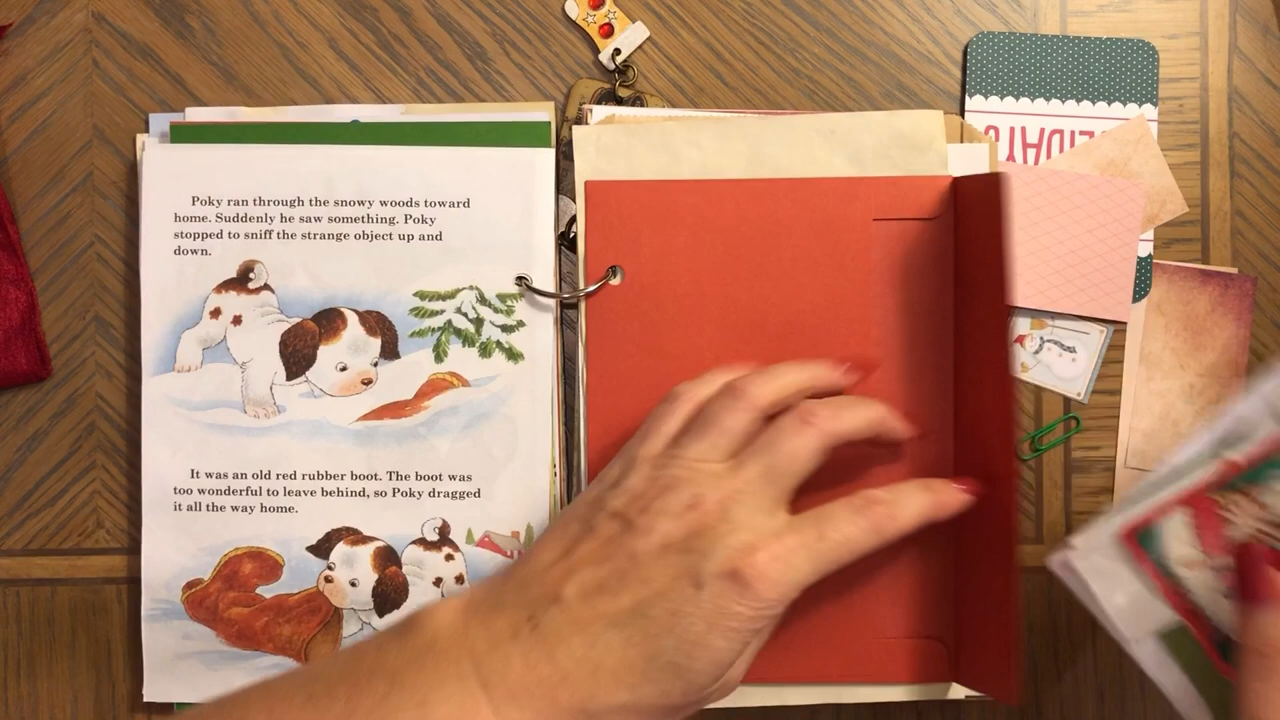 Poky ran through the snowy woods toward
home. Suddenly he saw something. Poky
stopped to sniff the strange object up and
down.
It was an old red rubber boot. The boot was
too wonderful to leave behind, so Poky dragged
it all the way home.